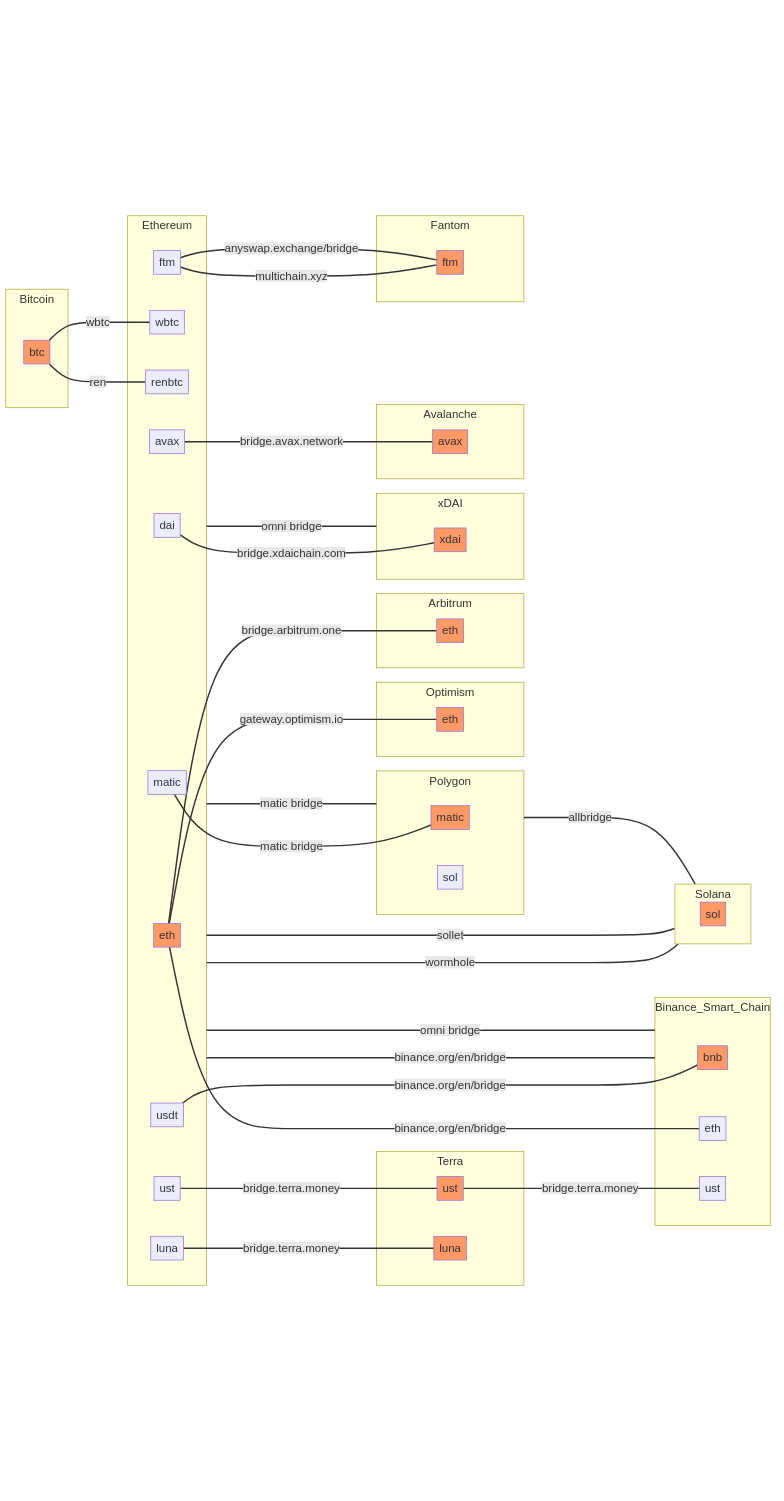 Ethereum
Fantom
ftm
anyswap.exchange/bridge
multichain.xyz
ftm
Bitcoin
btc
wbtc
wbtc
ren
renbtc
Avalanche
avax
bridge.avax.network
avax
xDAI
dai
omni bridge
bridge.xdaichain.com
xdai
Arbitrum
bridge.arbitrum.one
eth
Optimism
gateway.optimism.io
eth
Polygon
matic
matic bridge
matic
matic bridge
allbridge
sol
Solana
sol
eth
sollet
wormhole
Binance_Smart_Chain
omni bridge
binance.org/en/bridge
bnb
binance.org/en/bridge
usdt
binance.org/en/bridge
eth
Terra
ust
bridge.terra.money
ust
bridge.terra.money
ust
luna
bridge.terra.money
luna